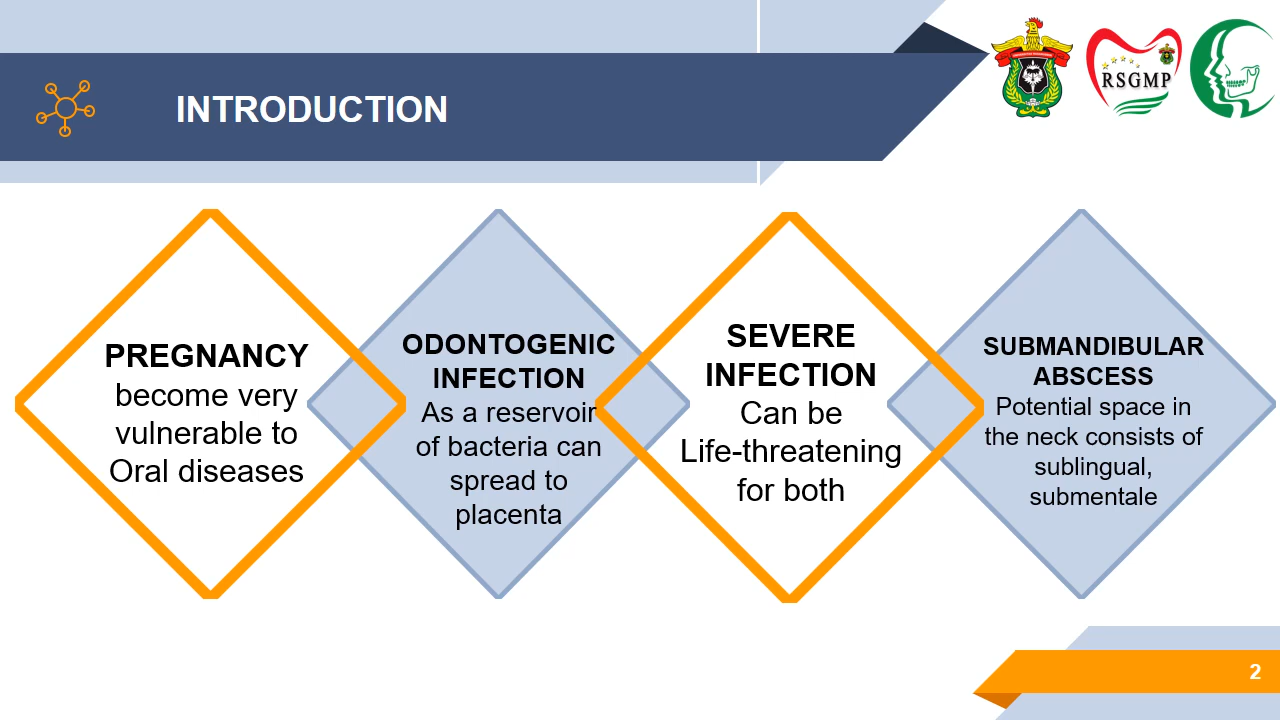 INTRODUCTION
RSGMP
PREGNANCY
become very
vulnerable to
Oral diseases
ODONTOGENIC
INFECTION
As a reservoir
of bacteria can
spread to
placenta
SEVERE
INFECTION
Can be
Life-threatening
for both
SUBMANDIBULAR
ABSCESS
Potential space in
the neck consists of
sublingual,
submentale
2